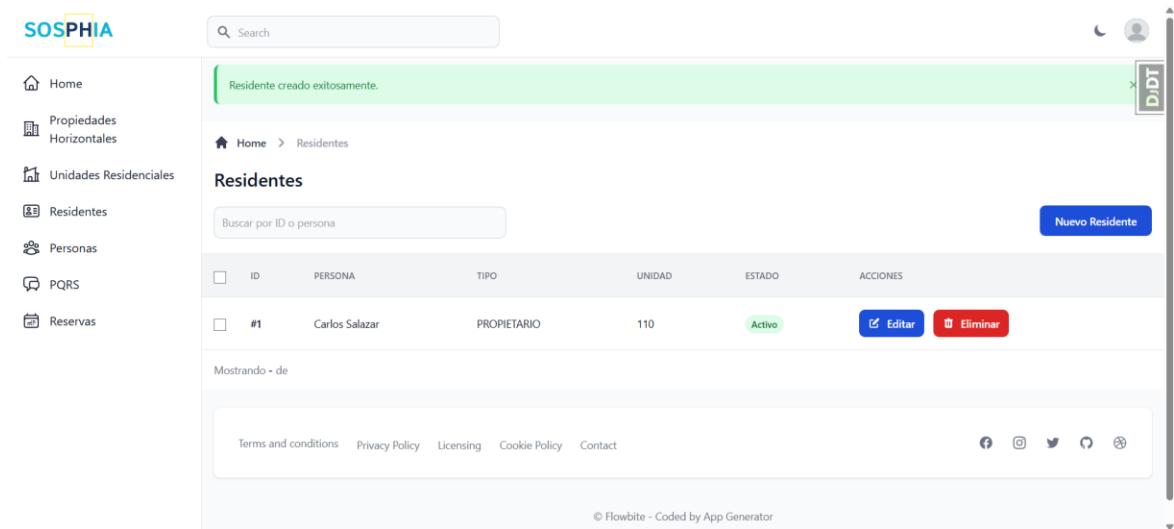 SOSPHIA
Search
Home
Propiedades
Horizontales
Unidades Residenciales
Residentes
Personas
PQRS
Reservas
Residente creado exitosamente.
×
DjDT
Home > Residentes
Residentes
Buscar por ID o persona
Nuevo Residente
ID PERSONA TIPO UNIDAD ESTADO ACCIONES
#1 Carlos Salazar PROPIETARIO 110 Activo Editar Eliminar
Mostrando - de
Terms and conditions Privacy Policy Licensing Cookie Policy Contact
© Flowbite - Coded by App Generator